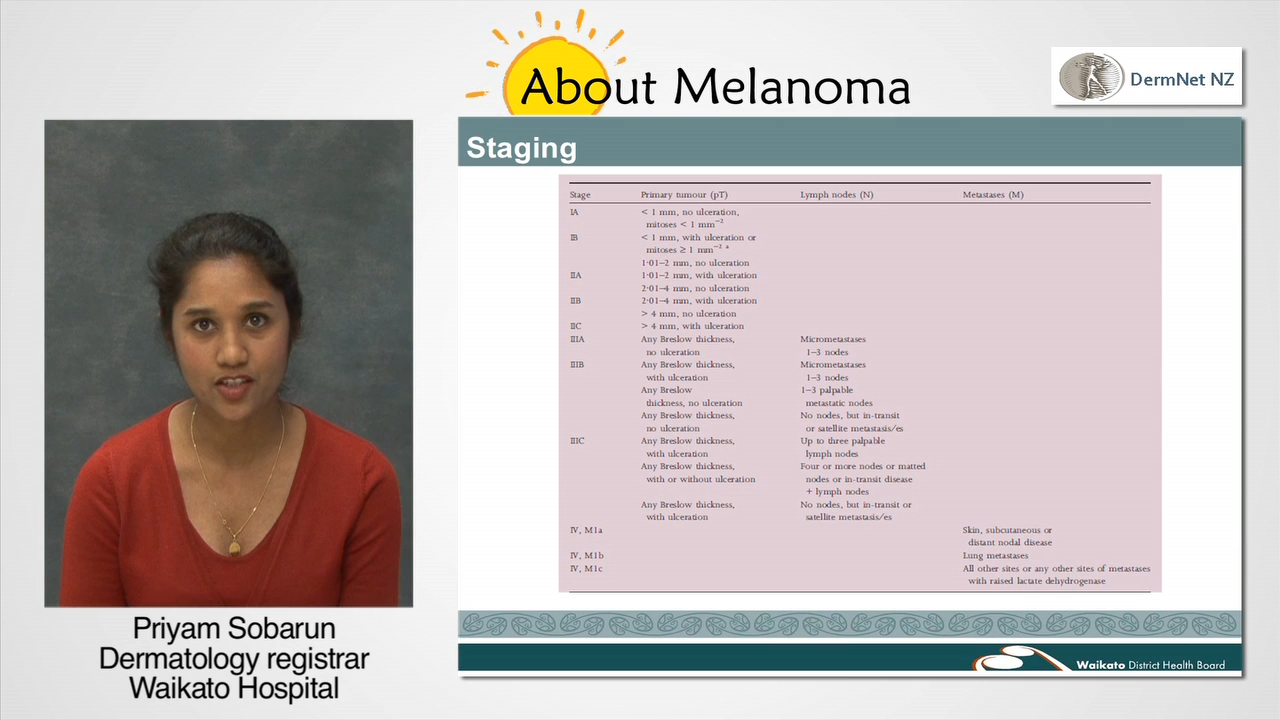 About Melanoma
DermNet NZ
Staging
Stage Primary tumour (pT) Lymph nodes (N) Metastases (M)
IA < 1 mm, no ulceration,
mitoses < 1 mm⁻²
IB < 1 mm, with ulceration or
mitoses ≥ 1 mm⁻² ᵃ
1·01–2 mm, no ulceration
IIA 1·01–2 mm, with ulceration
2·01–4 mm, no ulceration
IIB 2·01–4 mm, with ulceration
> 4 mm, no ulceration
IIC > 4 mm, with ulceration
IIIA Any Breslow thickness, Micrometastases
no ulceration 1–3 nodes
IIIB Any Breslow thickness, Micrometastases
with ulceration 1–3 nodes
Any Breslow 1–3 palpable
thickness, no ulceration metastatic nodes
Any Breslow thickness, No nodes, but in-transit
no ulceration or satellite metastasis/es
IIIC Any Breslow thickness, Up to three palpable
with ulceration lymph nodes
Any Breslow thickness, Four or more nodes or matted
with or without ulceration nodes or in-transit disease
+ lymph nodes
Any Breslow thickness, No nodes, but in-transit or
with ulceration satellite metastasis/es
IV, M1a Skin, subcutaneous or
distant nodal disease
IV, M1b Lung metastases
IV, M1c All other sites or any other sites of metastases
with raised lactate dehydrogenase
Waikato District Health Board
Priyam Sobarun
Dermatology registrar
Waikato Hospital